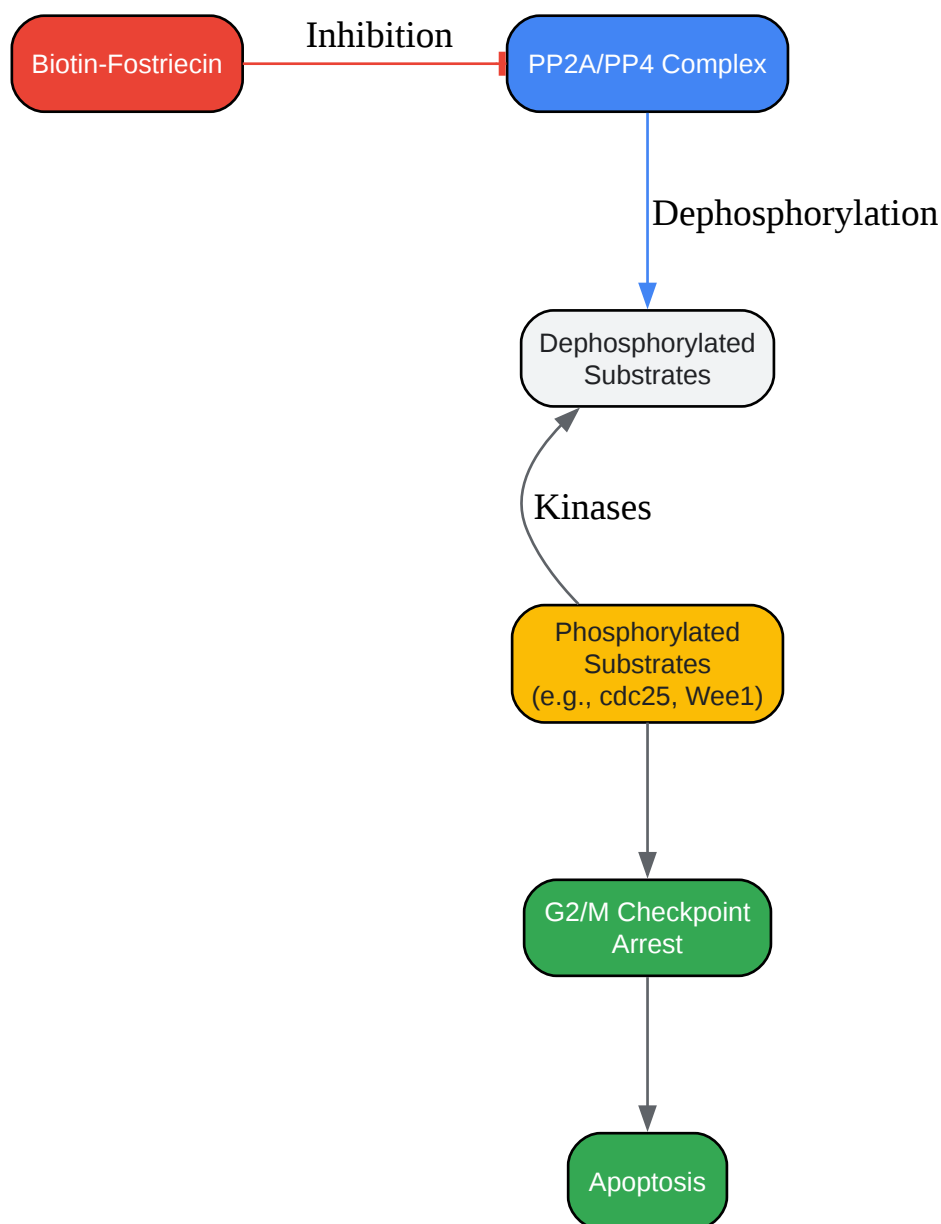 Biotin-Fostriecin
Inhibition
PP2A/PP4 Complex
Dephosphorylation
Dephosphorylated
Substrates
Kinases
Phosphorylated
Substrates
(e.g., cdc25, Wee1)
G2/M Checkpoint
Arrest
Apoptosis